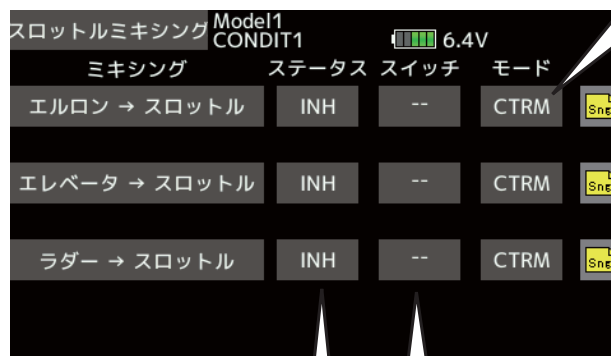 スロットルミキシング Model1
CONDIT1 6.4V
ミキシング ステータス スイッチ モード
エルロン → スロットル INH -- CTRM Sng
エレベータ → スロットル INH -- CTRM Sng
ラダー → スロットル INH -- CTRM Sng